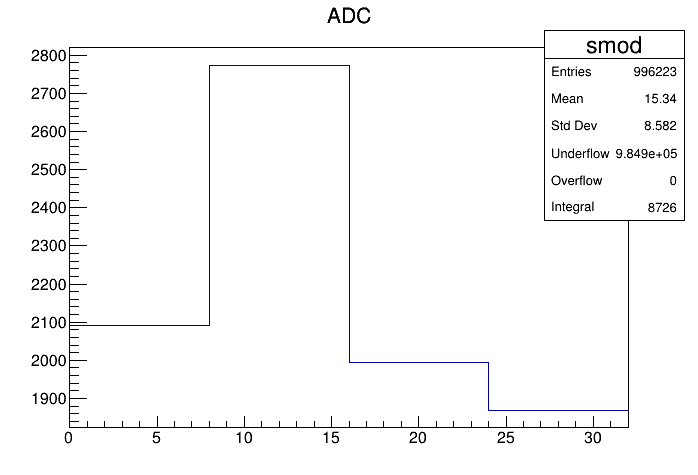 ADC
smod
Entries 996223
Mean 15.34
Std Dev 8.582
Underflow 9.849e+05
Overflow 0
Integral 8726
2800
2700
2600
2500
2400
2300
2200
2100
2000
1900
0 5 10 15 20 25 30